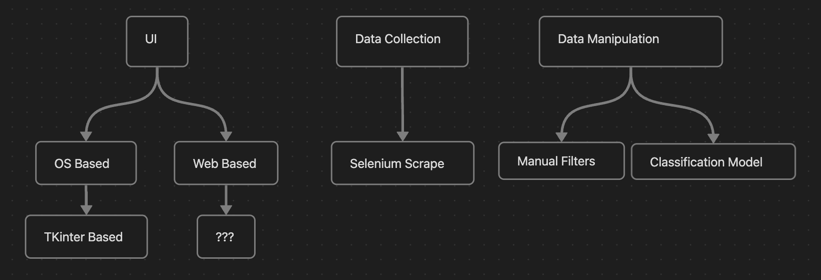 UI
Data Collection
Data Manipulation
OS Based
Web Based
Selenium Scrape
Manual Filters
Classification Model
TKinter Based
???